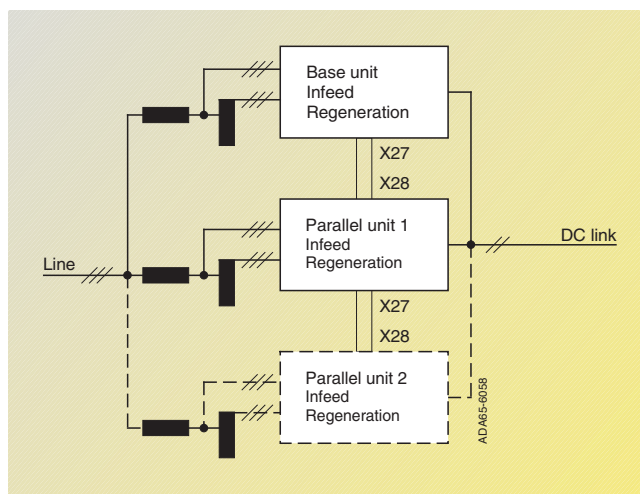 Base unit
Infeed
Regeneration
X27
X28
Parallel unit 1
Infeed
Regeneration
Line
DC link
X27
X28
Parallel unit 2
Infeed
Regeneration
ADA65-6058